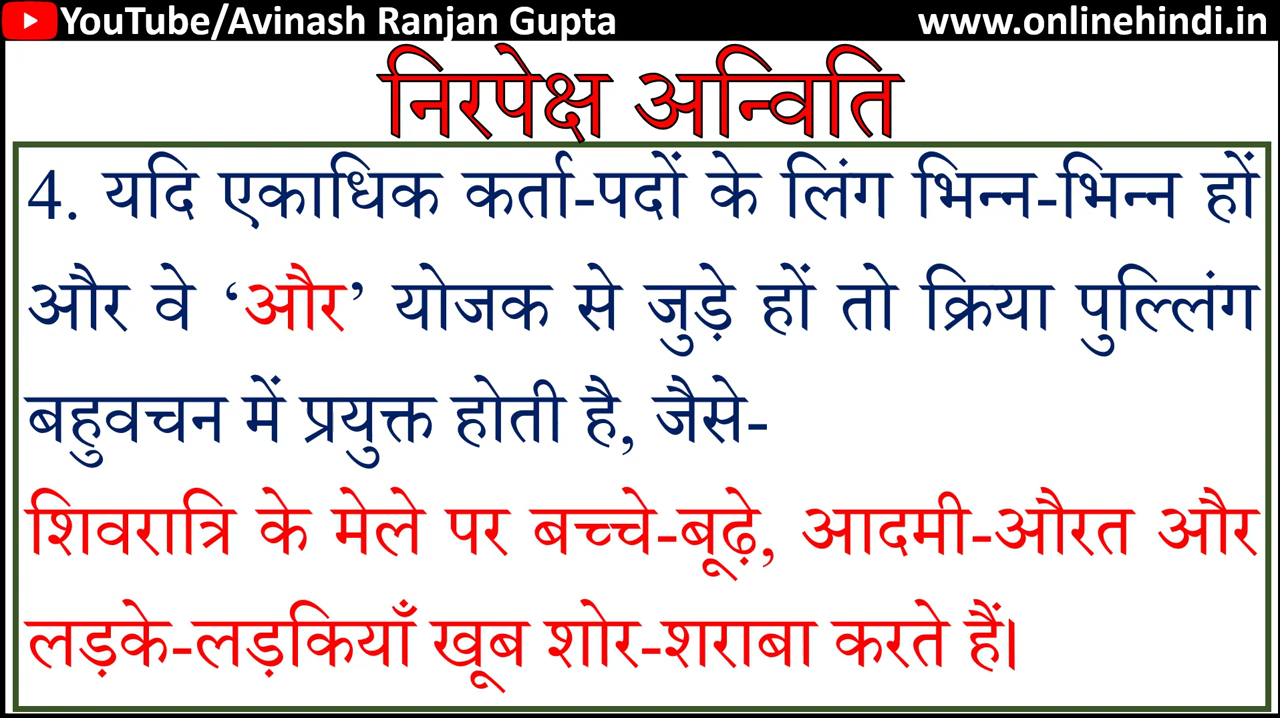 YouTube/Avinash Ranjan Gupta www.onlinehindi.in
निरपेक्ष अन्विति
4. यदि एकाधिक कर्ता-पदों के लिंग भिन्न-भिन्न हों
और वे ‘और’ योजक से जुड़े हों तो क्रिया पुल्लिंग
बहुवचन में प्रयुक्त होती है, जैसे-
शिवरात्रि के मेले पर बच्चे-बूढ़े, आदमी-औरत और
लड़के-लड़कियाँ खूब शोर-शराबा करते हैं।